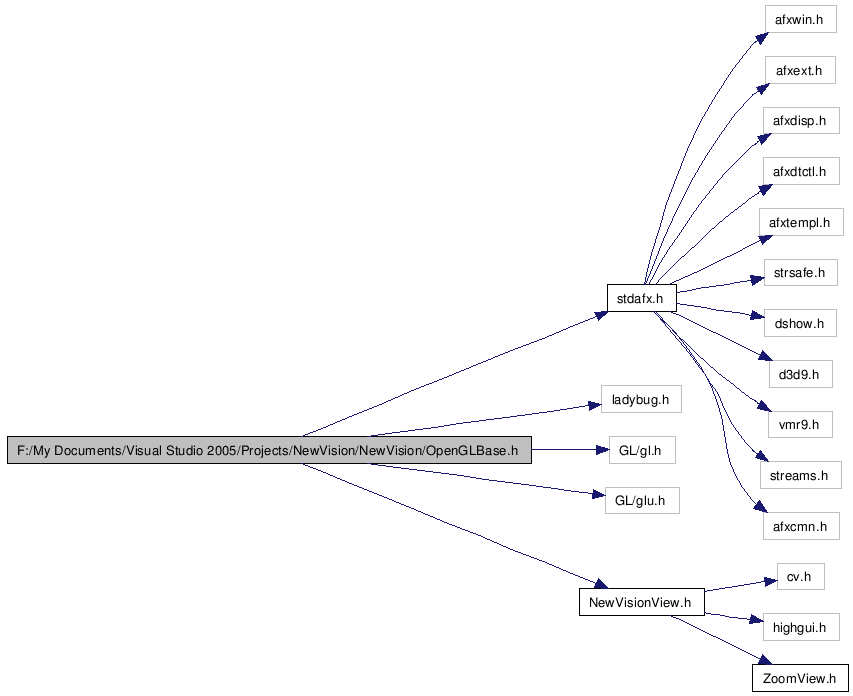 afxwin.h
afxext.h
afxdisp.h
afxdtctl.h
afxtempl.h
strsafe.h
stdafx.h
dshow.h
d3d9.h
ladybug.h
vmr9.h
F:/My Documents/Visual Studio 2005/Projects/NewVision/NewVision/OpenGLBase.h
GL/gl.h
streams.h
GL/glu.h
afxcmn.h
cv.h
NewVisionView.h
highgui.h
ZoomView.h